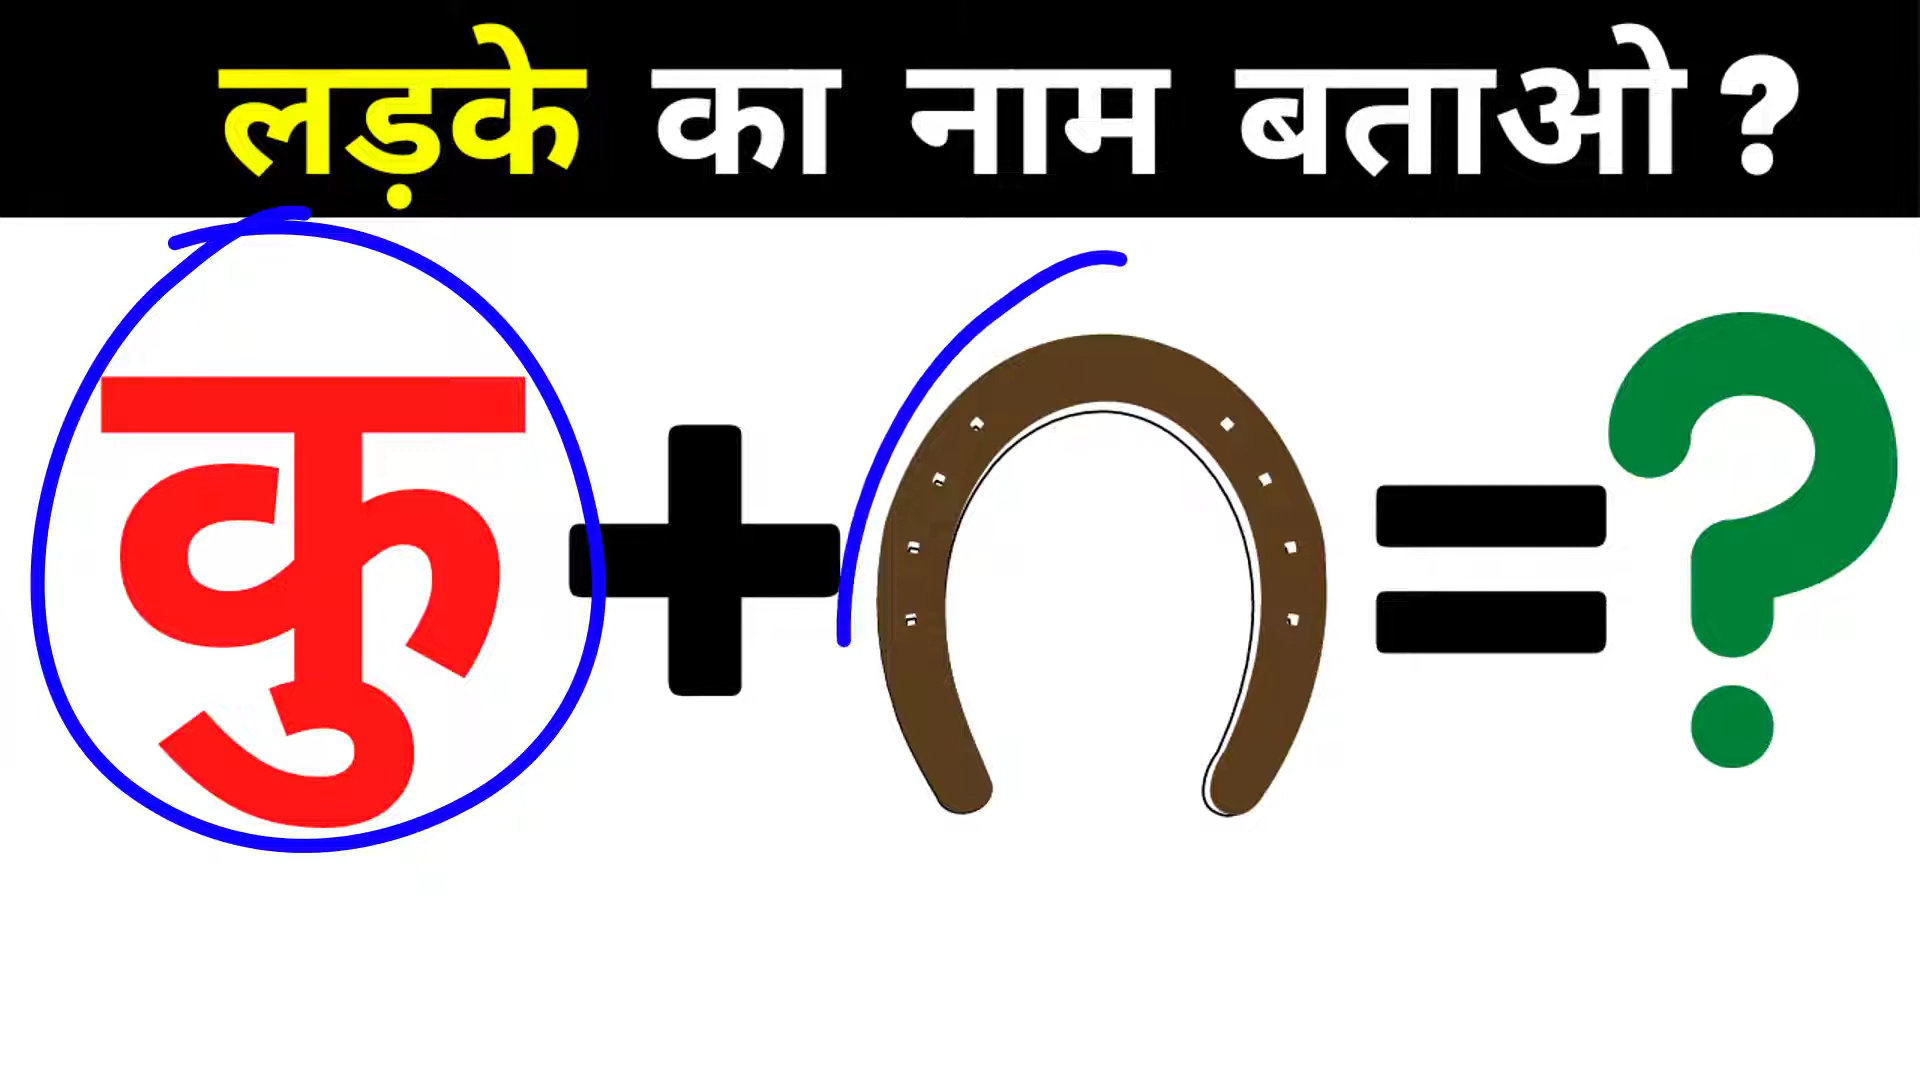 लड़के का नाम बताओ ?
कु + = ?